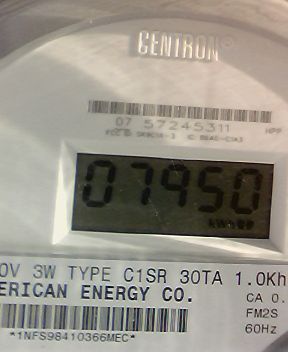 CENTRON®
07 57245311 HPP
07950
0V 3W TYPE C1SR 30TA 1.0Kh
ERICAN ENERGY CO. CA 0.
FM2S
60Hz
*1NFS98410366MEC*